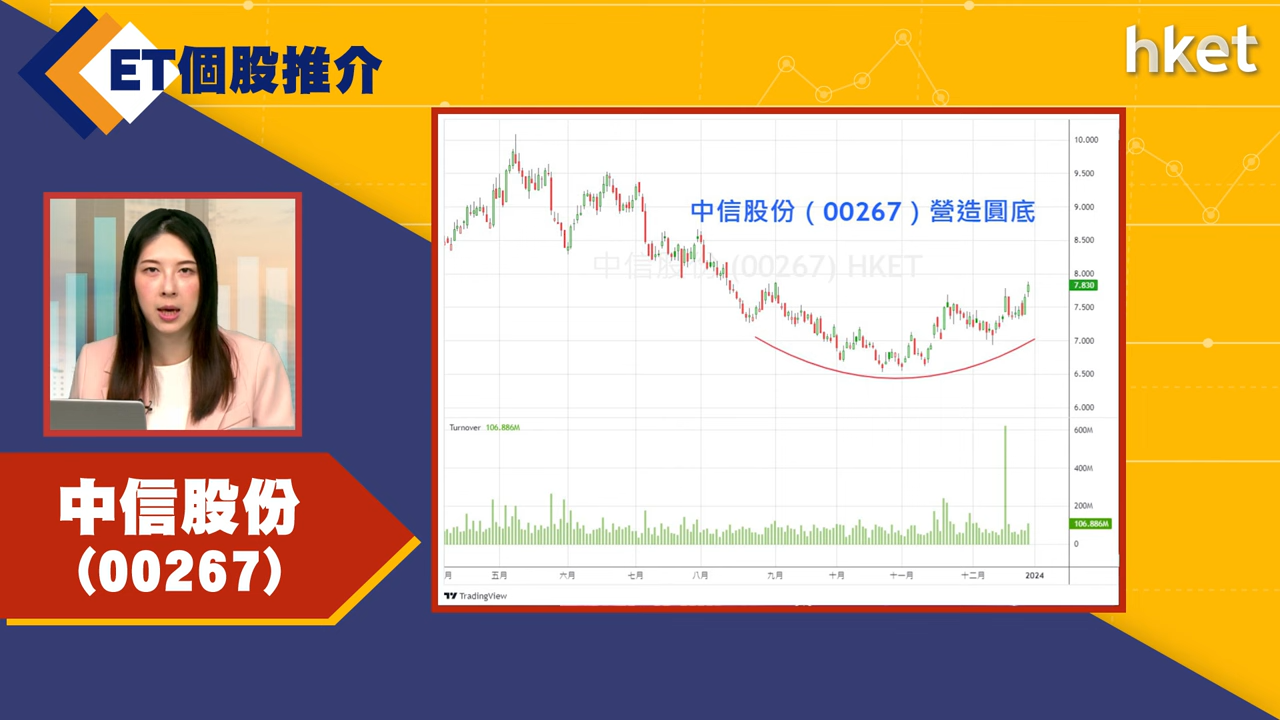 ET個股推介
hket
中信股份
(00267)
中信股份（00267）營造圓底
中信股份 (00267) HKET
10.000
9.500
9.000
8.500
8.000
7.830
7.500
7.000
6.500
6.000
Turnover 106.886M
600M
400M
200M
106.886M
0
月 五月 六月 七月 八月 九月 十月 十一月 十二月 2024
TradingView